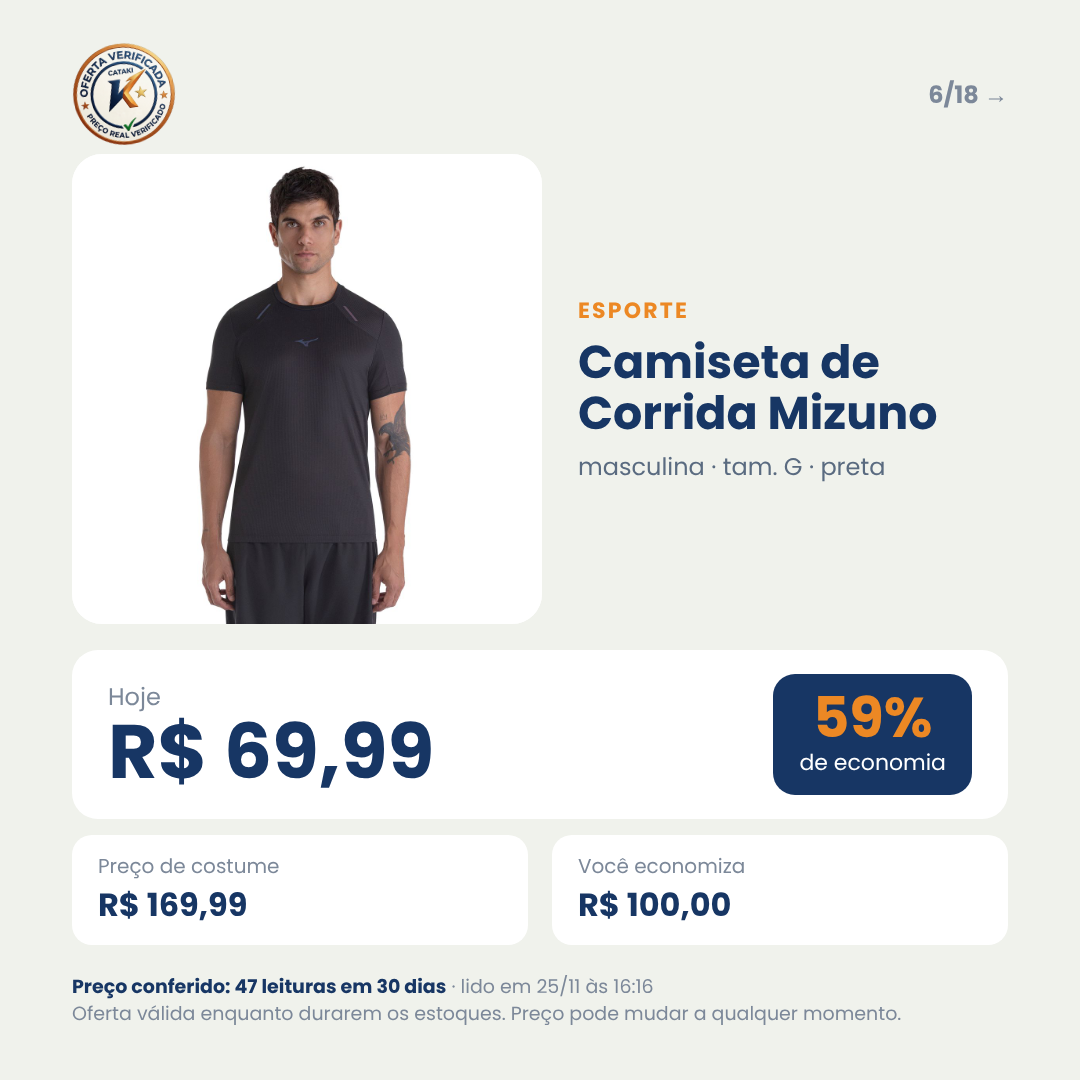 OFERTA VERIFICADA
CATAKI
K
PREÇO REAL VERIFICADO
6/18 →
ESPORTE
Camiseta de
Corrida Mizuno
masculina · tam. G · preta
Hoje
R$ 69,99
59%
de economia
Preço de costume
R$ 169,99
Você economiza
R$ 100,00
Preço conferido: 47 leituras em 30 dias · lido em 25/11 às 16:16
Oferta válida enquanto durarem os estoques. Preço pode mudar a qualquer momento.